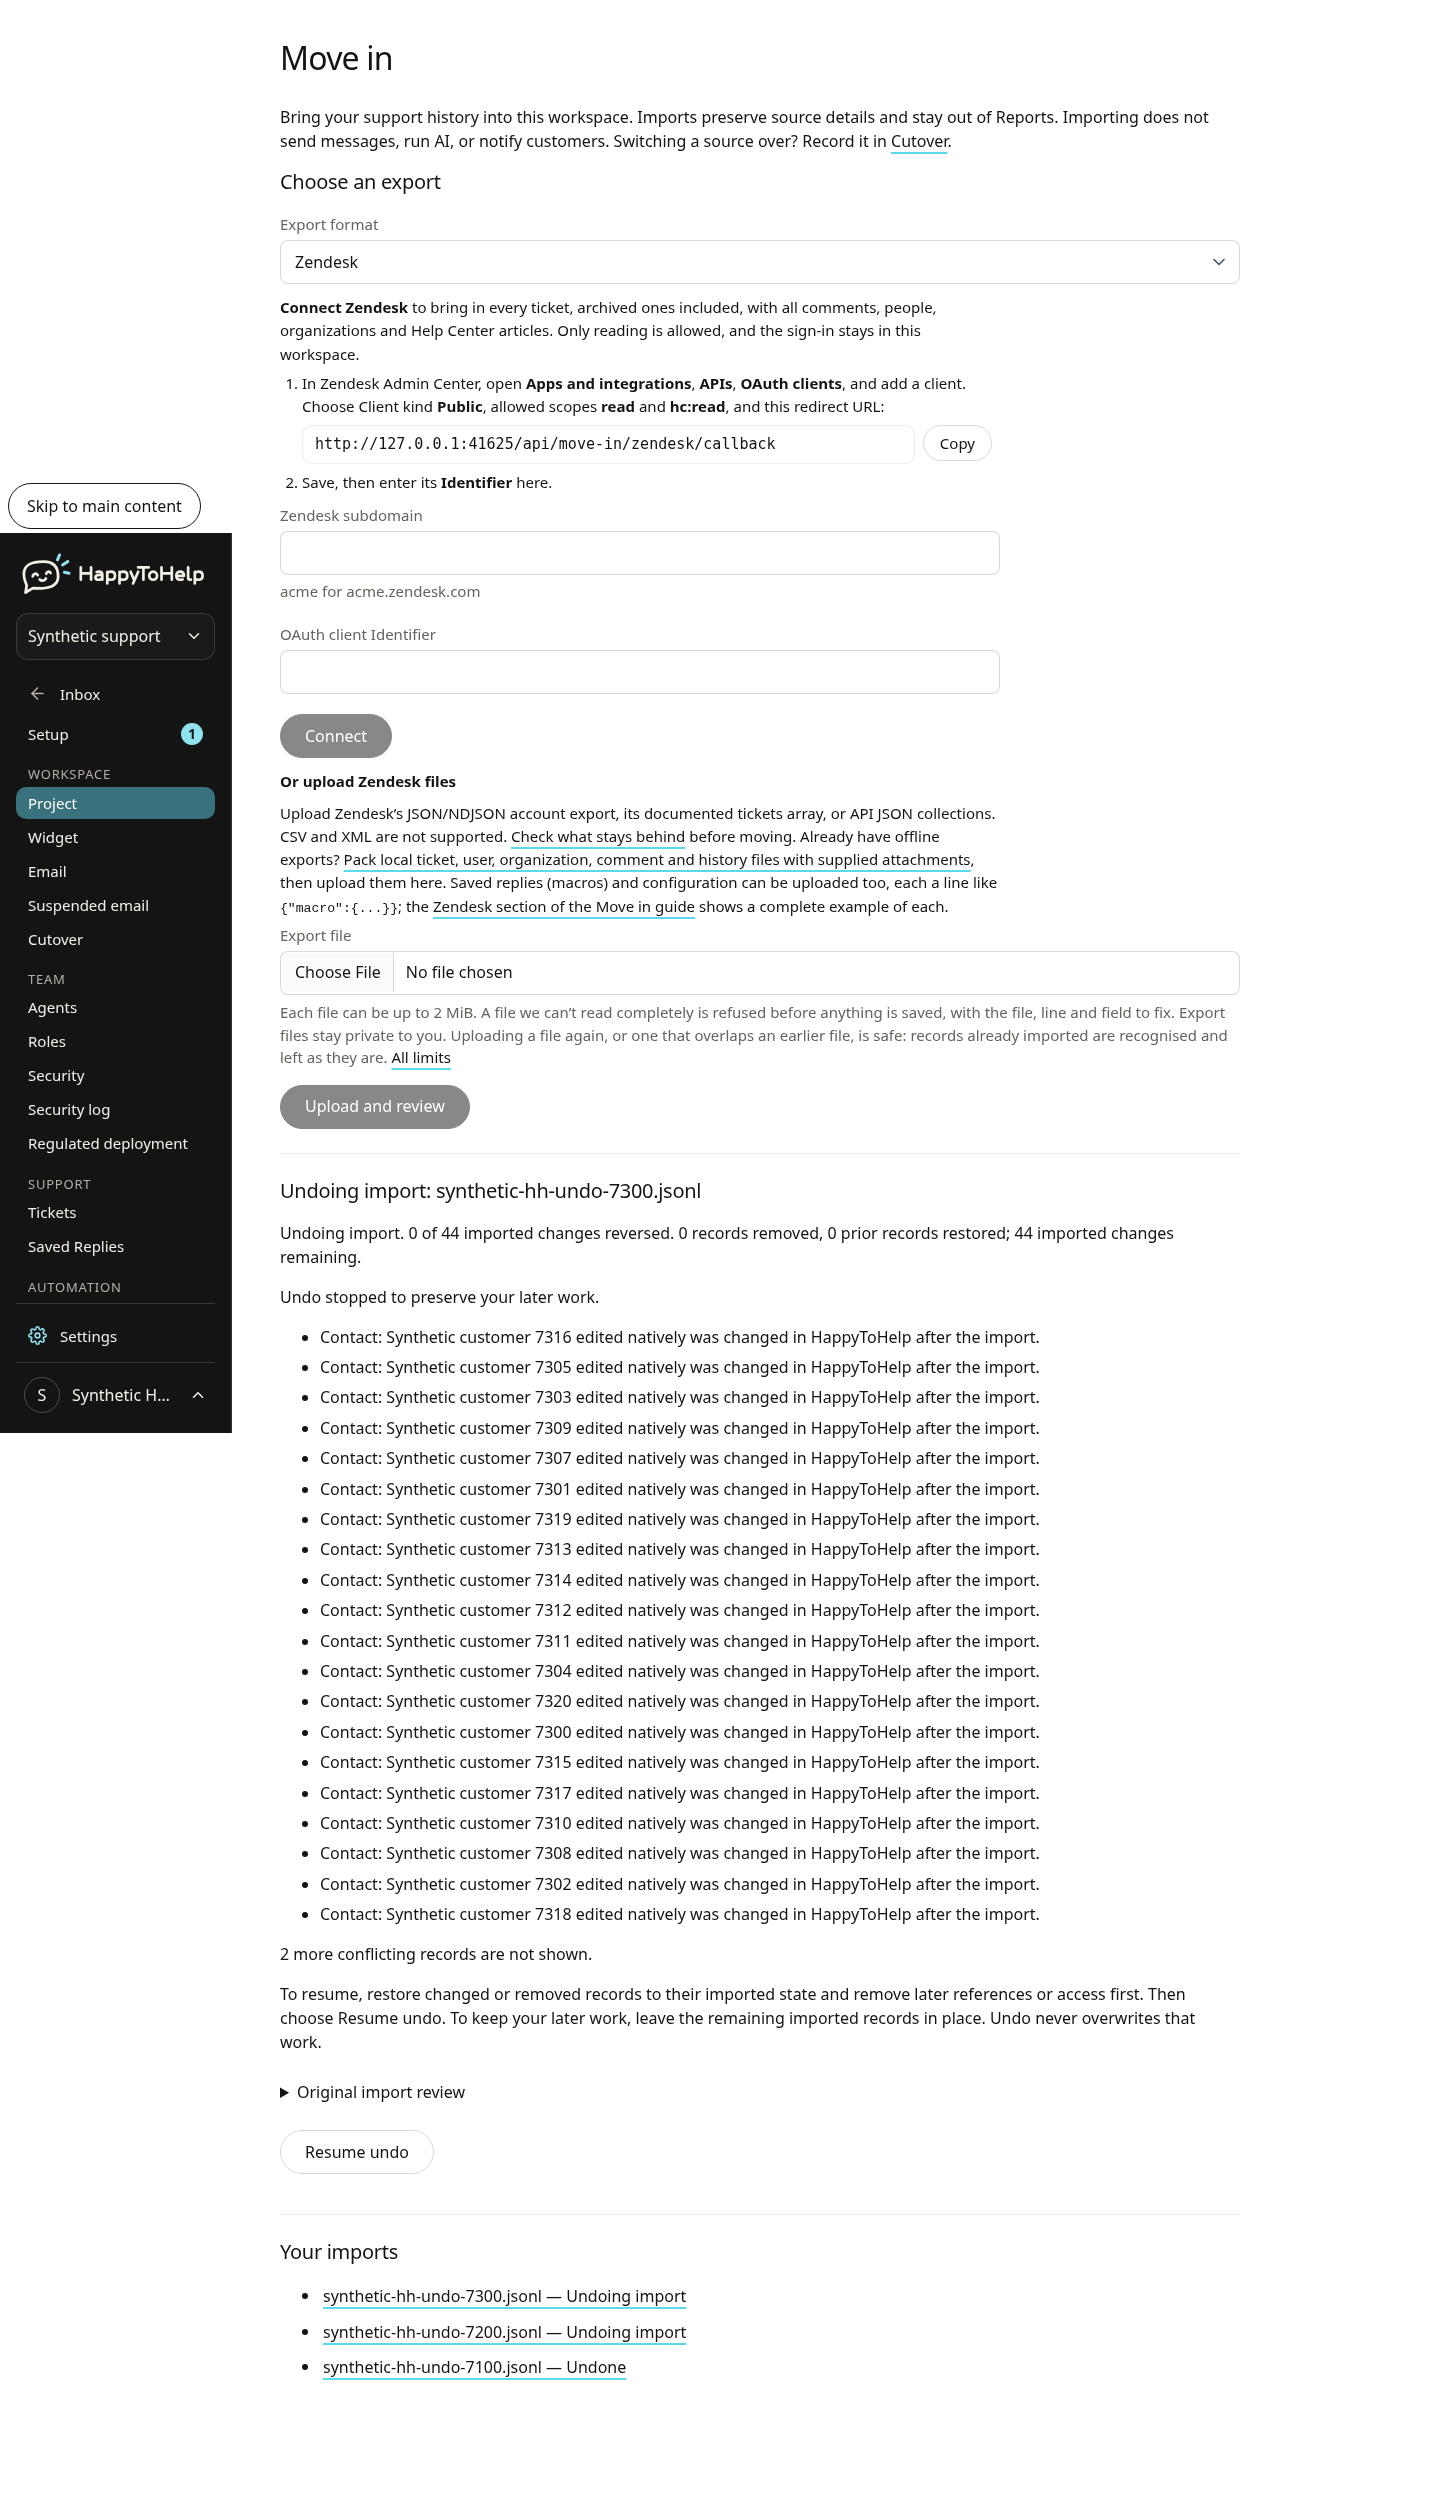 Move in
Bring your support history into this workspace. Imports preserve source details and stay out of Reports. Importing does not
send messages, run AI, or notify customers. Switching a source over? Record it in Cutover.
Choose an export
Export format
Zendesk
Connect Zendesk to bring in every ticket, archived ones included, with all comments, people,
organizations and Help Center articles. Only reading is allowed, and the sign-in stays in this
workspace.
1. In Zendesk Admin Center, open Apps and integrations, APIs, OAuth clients, and add a client.
Choose Client kind Public, allowed scopes read and hc:read, and this redirect URL:
http://127.0.0.1:41625/api/move-in/zendesk/callback
Copy
2. Save, then enter its Identifier here.
Zendesk subdomain
acme for acme.zendesk.com
OAuth client Identifier
Connect
Or upload Zendesk files
Upload Zendesk’s JSON/NDJSON account export, its documented tickets array, or API JSON collections.
CSV and XML are not supported. Check what stays behind before moving. Already have offline
exports? Pack local ticket, user, organization, comment and history files with supplied attachments,
then upload them here. Saved replies (macros) and configuration can be uploaded too, each a line like
{"macro":{...}}; the Zendesk section of the Move in guide shows a complete example of each.
Export file
Choose File No file chosen
Each file can be up to 2 MiB. A file we can’t read completely is refused before anything is saved, with the file, line and field to fix. Export
files stay private to you. Uploading a file again, or one that overlaps an earlier file, is safe: records already imported are recognised and
left as they are. All limits
Upload and review
Undoing import: synthetic-hh-undo-7300.jsonl
Undoing import. 0 of 44 imported changes reversed. 0 records removed, 0 prior records restored; 44 imported changes
remaining.
Undo stopped to preserve your later work.
Contact: Synthetic customer 7316 edited natively was changed in HappyToHelp after the import.
Contact: Synthetic customer 7305 edited natively was changed in HappyToHelp after the import.
Contact: Synthetic customer 7303 edited natively was changed in HappyToHelp after the import.
Contact: Synthetic customer 7309 edited natively was changed in HappyToHelp after the import.
Contact: Synthetic customer 7307 edited natively was changed in HappyToHelp after the import.
Contact: Synthetic customer 7301 edited natively was changed in HappyToHelp after the import.
Contact: Synthetic customer 7319 edited natively was changed in HappyToHelp after the import.
Contact: Synthetic customer 7313 edited natively was changed in HappyToHelp after the import.
Contact: Synthetic customer 7314 edited natively was changed in HappyToHelp after the import.
Contact: Synthetic customer 7312 edited natively was changed in HappyToHelp after the import.
Contact: Synthetic customer 7311 edited natively was changed in HappyToHelp after the import.
Contact: Synthetic customer 7304 edited natively was changed in HappyToHelp after the import.
Contact: Synthetic customer 7320 edited natively was changed in HappyToHelp after the import.
Contact: Synthetic customer 7300 edited natively was changed in HappyToHelp after the import.
Contact: Synthetic customer 7315 edited natively was changed in HappyToHelp after the import.
Contact: Synthetic customer 7317 edited natively was changed in HappyToHelp after the import.
Contact: Synthetic customer 7310 edited natively was changed in HappyToHelp after the import.
Contact: Synthetic customer 7308 edited natively was changed in HappyToHelp after the import.
Contact: Synthetic customer 7302 edited natively was changed in HappyToHelp after the import.
Contact: Synthetic customer 7318 edited natively was changed in HappyToHelp after the import.
2 more conflicting records are not shown.
To resume, restore changed or removed records to their imported state and remove later references or access first. Then
choose Resume undo. To keep your later work, leave the remaining imported records in place. Undo never overwrites that
work.
Original import review
Resume undo
Your imports
synthetic-hh-undo-7300.jsonl — Undoing import
synthetic-hh-undo-7200.jsonl — Undoing import
synthetic-hh-undo-7100.jsonl — Undone
Skip to main content
HappyToHelp
Synthetic support
Inbox
Setup 1
WORKSPACE
Project
Widget
Email
Suspended email
Cutover
TEAM
Agents
Roles
Security
Security log
Regulated deployment
SUPPORT
Tickets
Saved Replies
AUTOMATION
Settings
S Synthetic H...